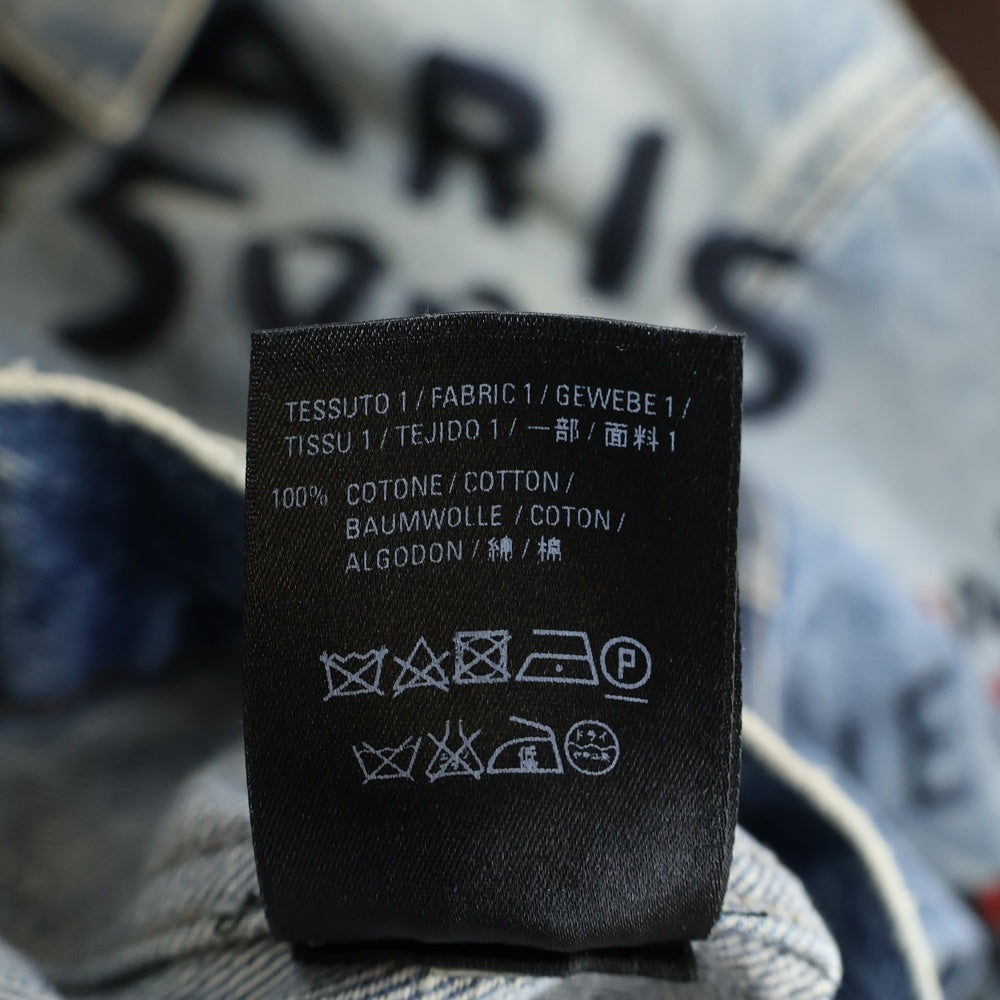 ARIS
TESSUTO 1 / FABRIC 1 / GEWEBE 1 /
TISSU 1 / TEJIDO 1 / 一部 / 面料 1
100% COTONE / COTTON /
BAUMWOLLE / COTON /
ALGODON / 綿 / 棉
P
低
ドライ